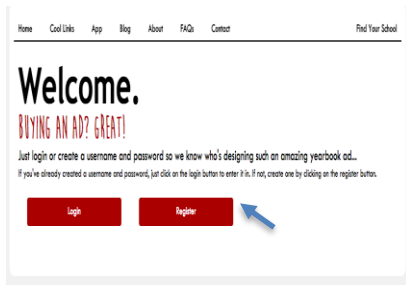 Home Cool Links App Blog About FAQs Contact Find Your School
Welcome.
BUYING AN AD? GREAT!
Just login or create a username and password so we know who's designing such an amazing yearbook ad...
If you've already created a username and password, just click on the login button to enter it in. If not, create one by clicking on the register button.
Login Register